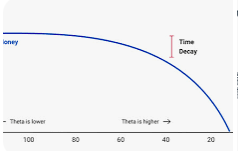 oney
Time
Decay
Theta is lower
Theta is higher →
100
80
60
40
20